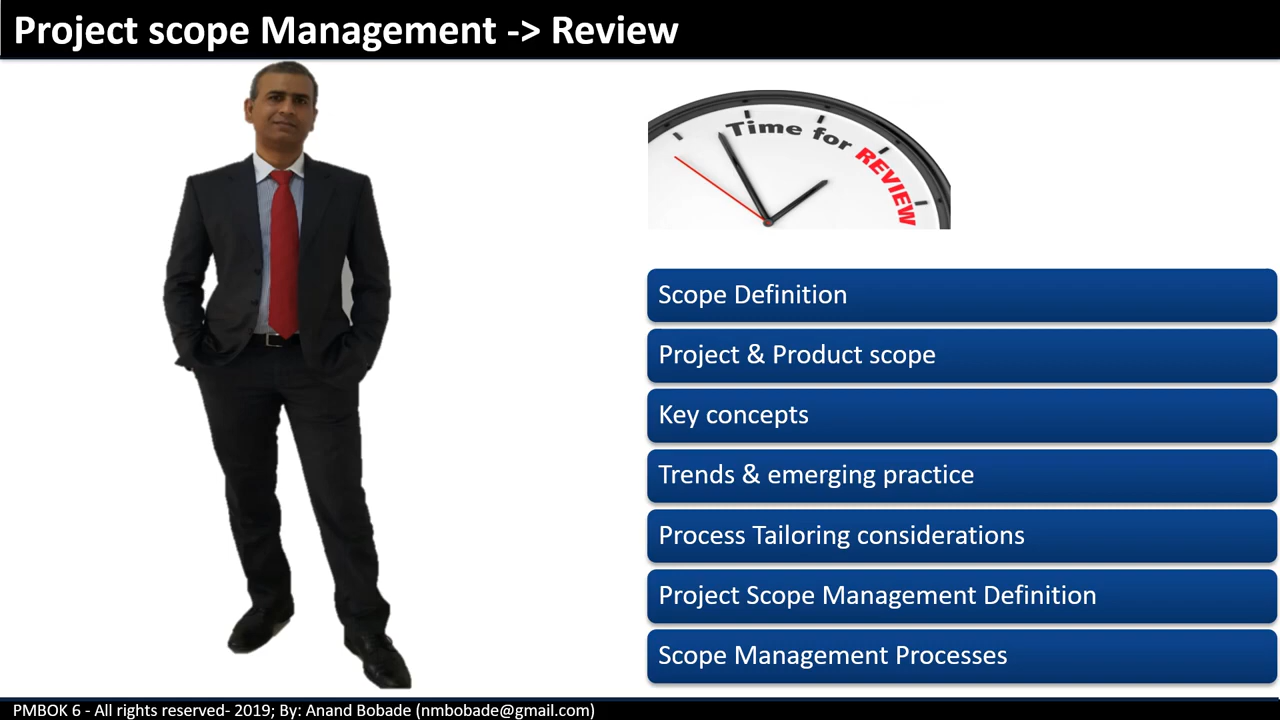 Project scope Management -> Review
Time for REVIEW
Scope Definition
Project & Product scope
Key concepts
Trends & emerging practice
Process Tailoring considerations
Project Scope Management Definition
Scope Management Processes
PMBOK 6 - All rights reserved- 2019; By: Anand Bobade (nmbobade@gmail.com)